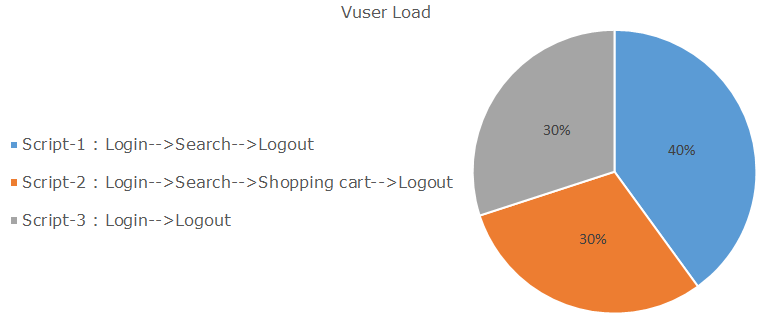 Vuser Load
Script-1 : Login-->Search-->Logout
Script-2 : Login-->Search-->Shopping cart-->Logout
Script-3 : Login-->Logout
30%
40%
30%